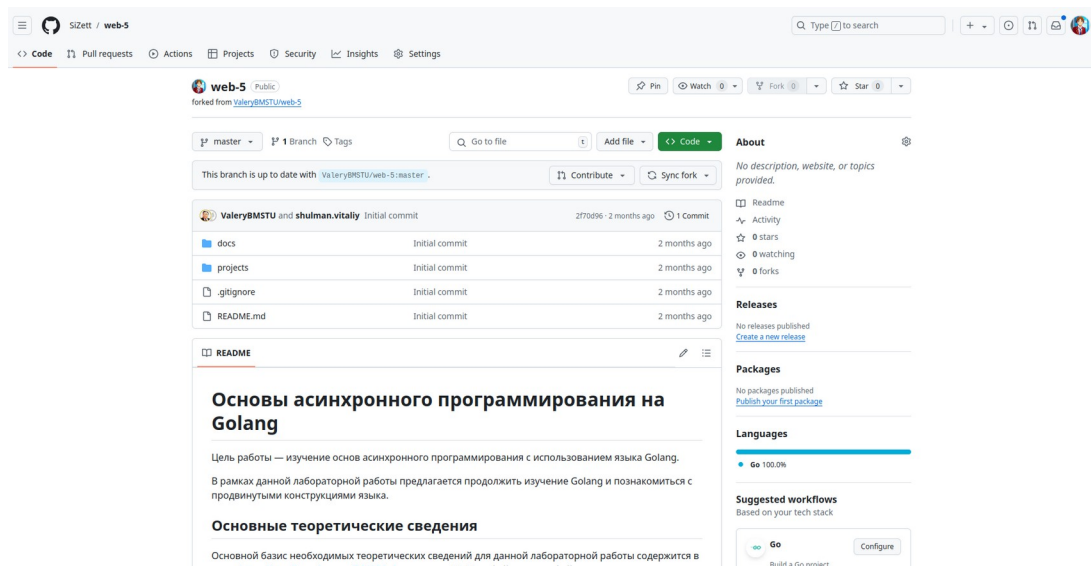 SiZett / web-5
Type / to search
Code Pull requests Actions Projects Security Insights Settings
web-5 Public
Pin Watch 0 Fork 0 Star 0
forked from ValeryBMSTU/web-5
master 1 Branch Tags
Go to file t Add file Code
This branch is up to date with ValeryBMSTU/web-5:master .
Contribute Sync fork
ValeryBMSTU and shulman.vitaliy Initial commit 2f70d96 · 2 months ago 1 Commit
docs Initial commit 2 months ago
projects Initial commit 2 months ago
.gitignore Initial commit 2 months ago
README.md Initial commit 2 months ago
README
Основы асинхронного программирования на
Golang
Цель работы — изучение основ асинхронного программирования с использованием языка Golang.
В рамках данной лабораторной работы предлагается продолжить изучение Golang и познакомиться с
продвинутыми конструкциями языка.
Основные теоретические сведения
Основной базис необходимых теоретических сведений для данной лабораторной работы содержится в
About
No description, website, or topics
provided.
Readme
Activity
0 stars
0 watching
0 forks
Releases
No releases published
Create a new release
Packages
No packages published
Publish your first package
Languages
Go 100.0%
Suggested workflows
Based on your tech stack
Go Configure
Build a Go project.